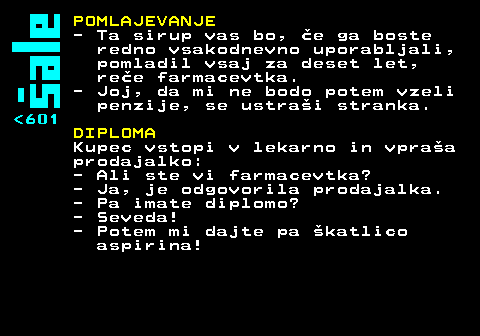 šale
<601
POMLAJEVANJE
- Ta sirup vas bo, če ga boste
redno vsakodnevno uporabljali,
pomladil vsaj za deset let,
reče farmacevtka.
- Joj, da mi ne bodo potem vzeli
penzije, se ustraši stranka.
DIPLOMA
Kupec vstopi v lekarno in vpraša
prodajalko:
- Ali ste vi farmacevtka?
- Ja, je odgovorila prodajalka.
- Pa imate diplomo?
- Seveda!
- Potem mi dajte pa škatlico
aspirina!